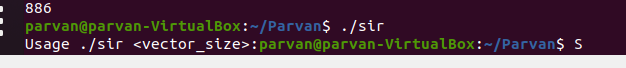 886
parvan@parvan-VirtualBox:~/Parvan$ ./sir
Usage ./sir <vector_size>:parvan@parvan-VirtualBox:~/Parvan$ S